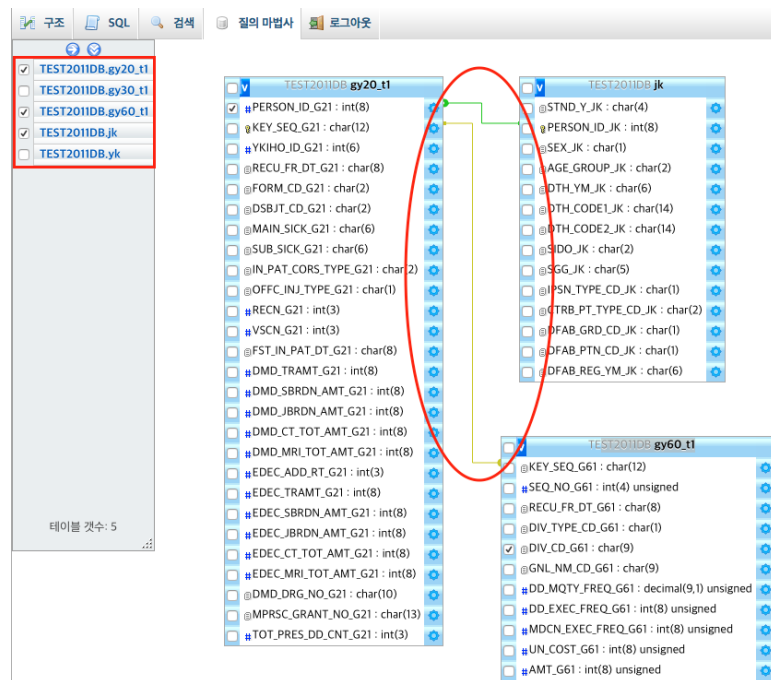 구조 SQL 검색 질의 마법사 로그아웃
TEST2011DB.gy20_t1
TEST2011DB.gy30_t1
TEST2011DB.gy60_t1
TEST2011DB.jk
TEST2011DB.yk
테이블 갯수: 5
V TEST2011DB gy20_t1
#PERSON_ID_G21 : int(8)
KEY_SEQ_G21 : char(12)
#YKIHO_ID_G21 : int(6)
RECU_FR_DT_G21 : char(8)
FORM_CD_G21 : char(2)
DSBJT_CD_G21 : char(2)
MAIN_SICK_G21 : char(6)
SUB_SICK_G21 : char(6)
IN_PAT_CORS_TYPE_G21 : char(2)
OFFC_INJ_TYPE_G21 : char(1)
#RECN_G21 : int(3)
#VSCN_G21 : int(3)
FST_IN_PAT_DT_G21 : char(8)
#DMD_TRAMT_G21 : int(8)
#DMD_SBRDN_AMT_G21 : int(8)
#DMD_JBRDN_AMT_G21 : int(8)
#DMD_CT_TOT_AMT_G21 : int(8)
#DMD_MRI_TOT_AMT_G21 : int(8)
#EDEC_ADD_RT_G21 : int(3)
#EDEC_TRAMT_G21 : int(8)
#EDEC_SBRDN_AMT_G21 : int(8)
#EDEC_JBRDN_AMT_G21 : int(8)
#EDEC_CT_TOT_AMT_G21 : int(8)
#EDEC_MRI_TOT_AMT_G21 : int(8)
DMD_DRG_NO_G21 : char(10)
MPRSC_GRANT_NO_G21 : char(13)
#TOT_PRES_DD_CNT_G21 : int(3)
V TEST2011DB jk
STND_Y_JK : char(4)
PERSON_ID_JK : int(8)
SEX_JK : char(1)
AGE_GROUP_JK : char(2)
DTH_YM_JK : char(6)
DTH_CODE1_JK : char(14)
DTH_CODE2_JK : char(14)
SIDO_JK : char(2)
SGG_JK : char(5)
IPSN_TYPE_CD_JK : char(1)
CTRB_PT_TYPE_CD_JK : char(2)
DFAB_GRD_CD_JK : char(1)
DFAB_PTN_CD_JK : char(1)
DFAB_REG_YM_JK : char(6)
V TEST2011DB gy60_t1
KEY_SEQ_G61 : char(12)
#SEQ_NO_G61 : int(4) unsigned
RECU_FR_DT_G61 : char(8)
DIV_TYPE_CD_G61 : char(1)
DIV_CD_G61 : char(9)
GNL_NM_CD_G61 : char(9)
#DD_MQTY_FREQ_G61 : decimal(9,1) unsigned
#DD_EXEC_FREQ_G61 : int(8) unsigned
#MDCN_EXEC_FREQ_G61 : int(8) unsigned
#UN_COST_G61 : int(8) unsigned
#AMT_G61 : int(8) unsigned